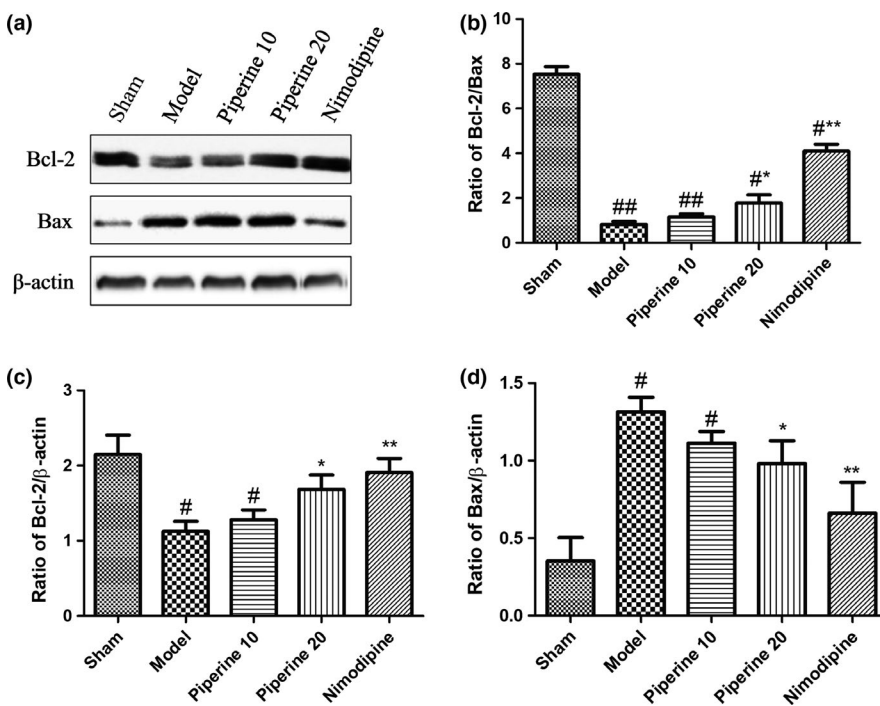 (a)
Sham
Model
Piperine 10
Piperine 20
Nimodipine
Bcl-2
Bax
β-actin
(b)
Ratio of Bcl-2/Bax
8
6
4
2
0
##
##
#*
#**
Sham
Model
Piperine 10
Piperine 20
Nimodipine
(c)
Ratio of Bcl-2/β-actin
3
2
1
0
#
#
*
**
Sham
Model
Piperine 10
Piperine 20
Nimodipine
(d)
Ratio of Bax/β-actin
1.5
1.0
0.5
0.0
#
#
*
**
Sham
Model
Piperine 10
Piperine 20
Nimodipine